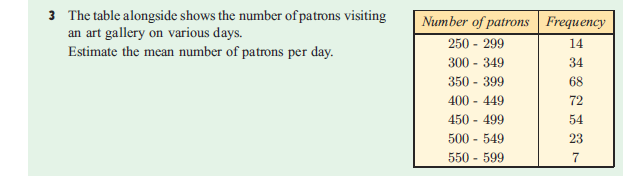 3 The table alongside shows the number of patrons visiting
an art gallery on various days.
Estimate the mean number of patrons per day.
Number of patrons Frequency
250 - 299 14
300 - 349 34
350 - 399 68
400 - 449 72
450 - 499 54
500 - 549 23
550 - 599 7